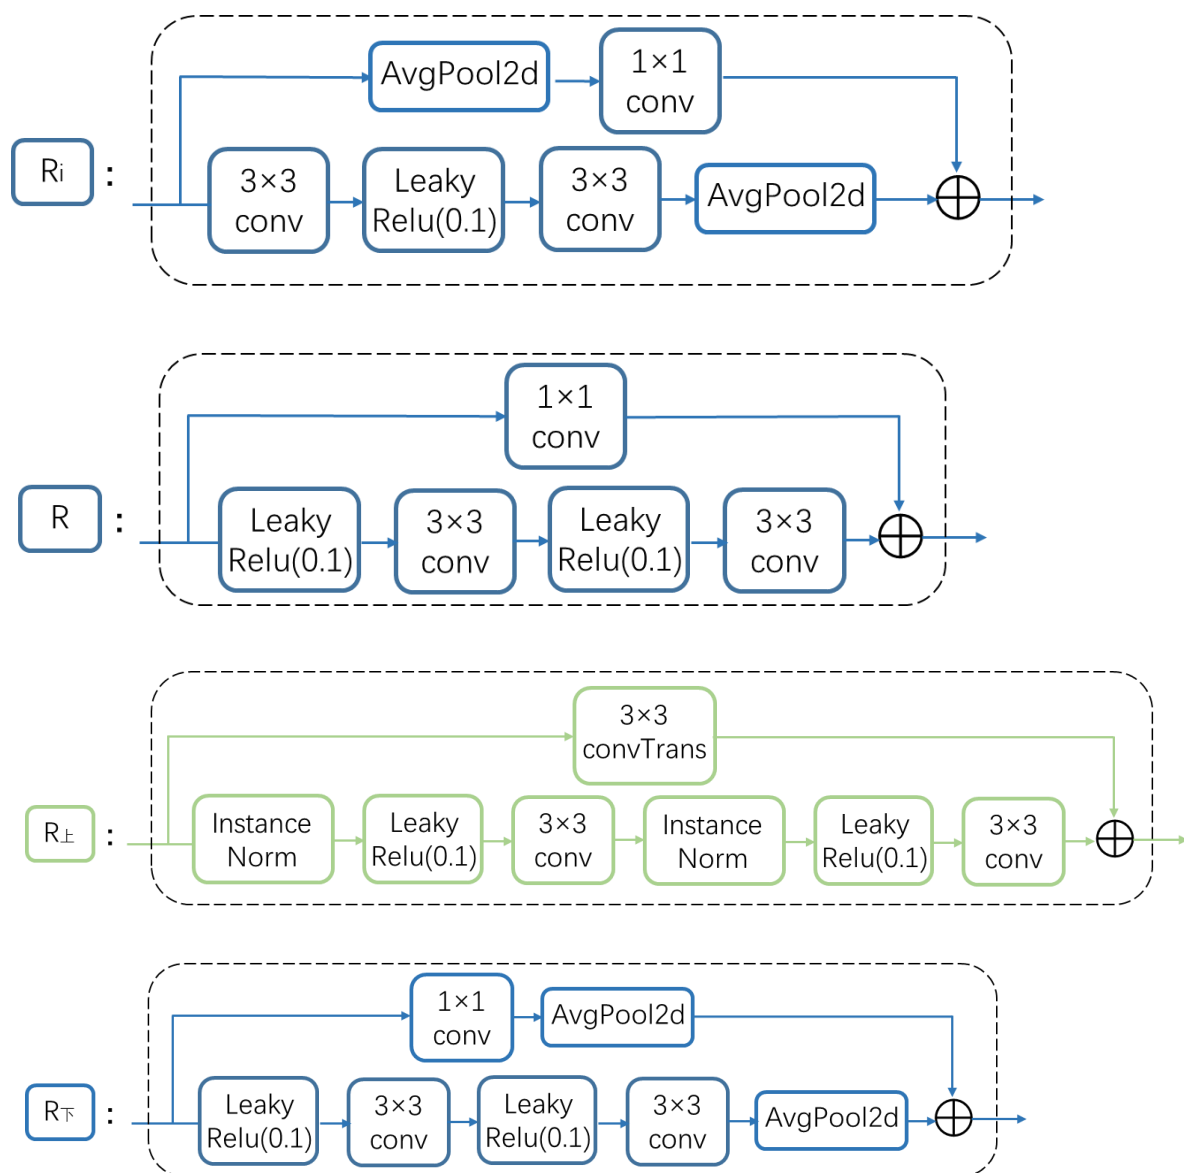 AvgPool2d
1×1
conv
Ri
:
3×3
conv
Leaky
Relu(0.1)
3×3
conv
AvgPool2d
1×1
conv
R
:
Leaky
Relu(0.1)
3×3
conv
Leaky
Relu(0.1)
3×3
conv
3×3
convTrans
R上
:
Instance
Norm
Leaky
Relu(0.1)
3×3
conv
Instance
Norm
Leaky
Relu(0.1)
3×3
conv
1×1
conv
AvgPool2d
R下
:
Leaky
Relu(0.1)
3×3
conv
Leaky
Relu(0.1)
3×3
conv
AvgPool2d